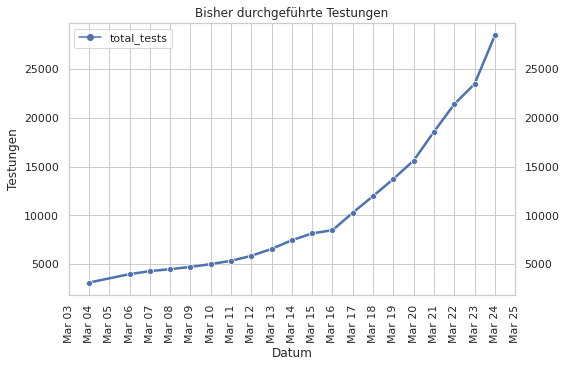 Bisher durchgeführte Testungen
total_tests
Testungen
25000
20000
15000
10000
5000
25000
20000
15000
10000
5000
Mar 03
Mar 04
Mar 05
Mar 06
Mar 07
Mar 08
Mar 09
Mar 10
Mar 11
Mar 12
Mar 13
Mar 14
Mar 15
Mar 16
Mar 17
Mar 18
Mar 19
Mar 20
Mar 21
Mar 22
Mar 23
Mar 24
Mar 25
Datum